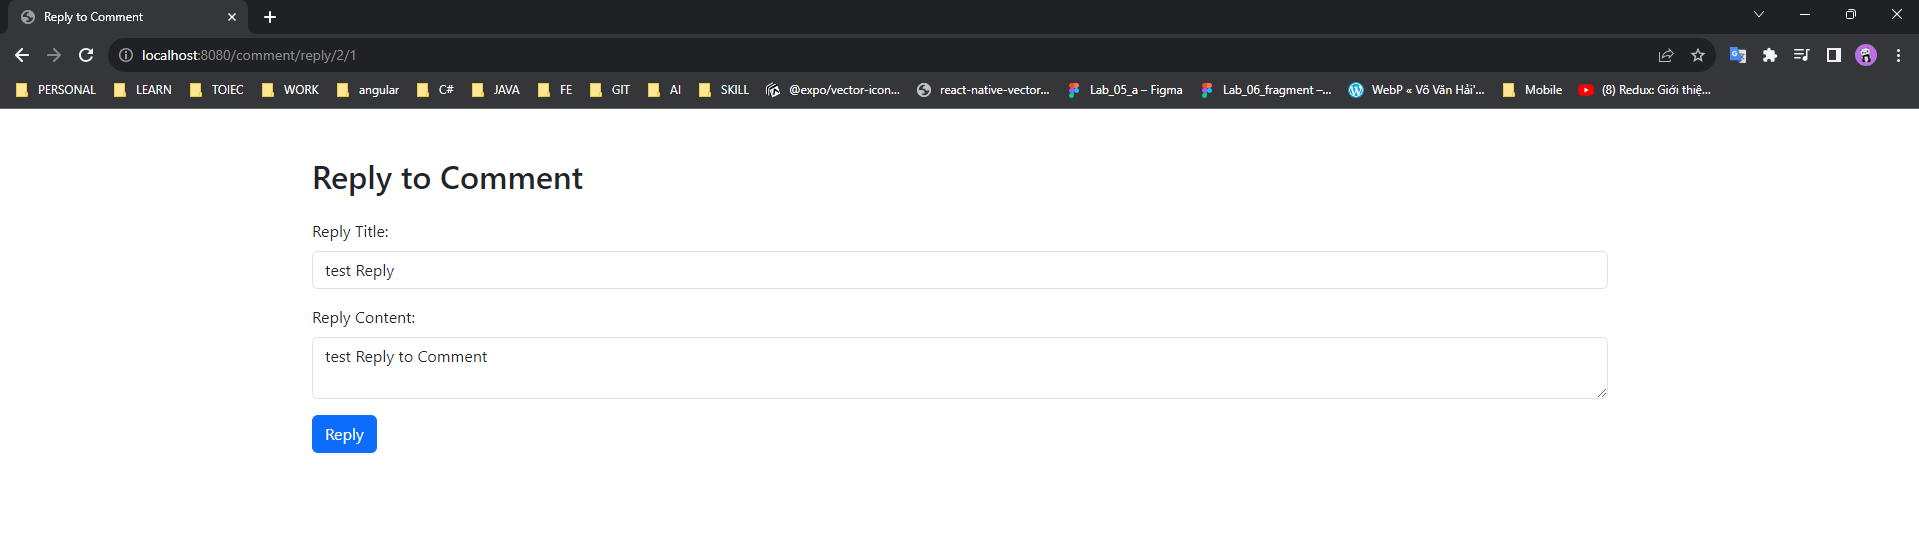 Reply to Comment
localhost:8080/comment/reply/2/1
PERSONAL LEARN TOIEC WORK angular C# JAVA FE GIT AI SKILL @expo/vector-icon... react-native-vector... Lab_05_a – Figma Lab_06_fragment –... WebP « Võ Văn Hải'... Mobile (8) Redux: Giới thiệ...
Reply to Comment
Reply Title:
test Reply
Reply Content:
test Reply to Comment
Reply